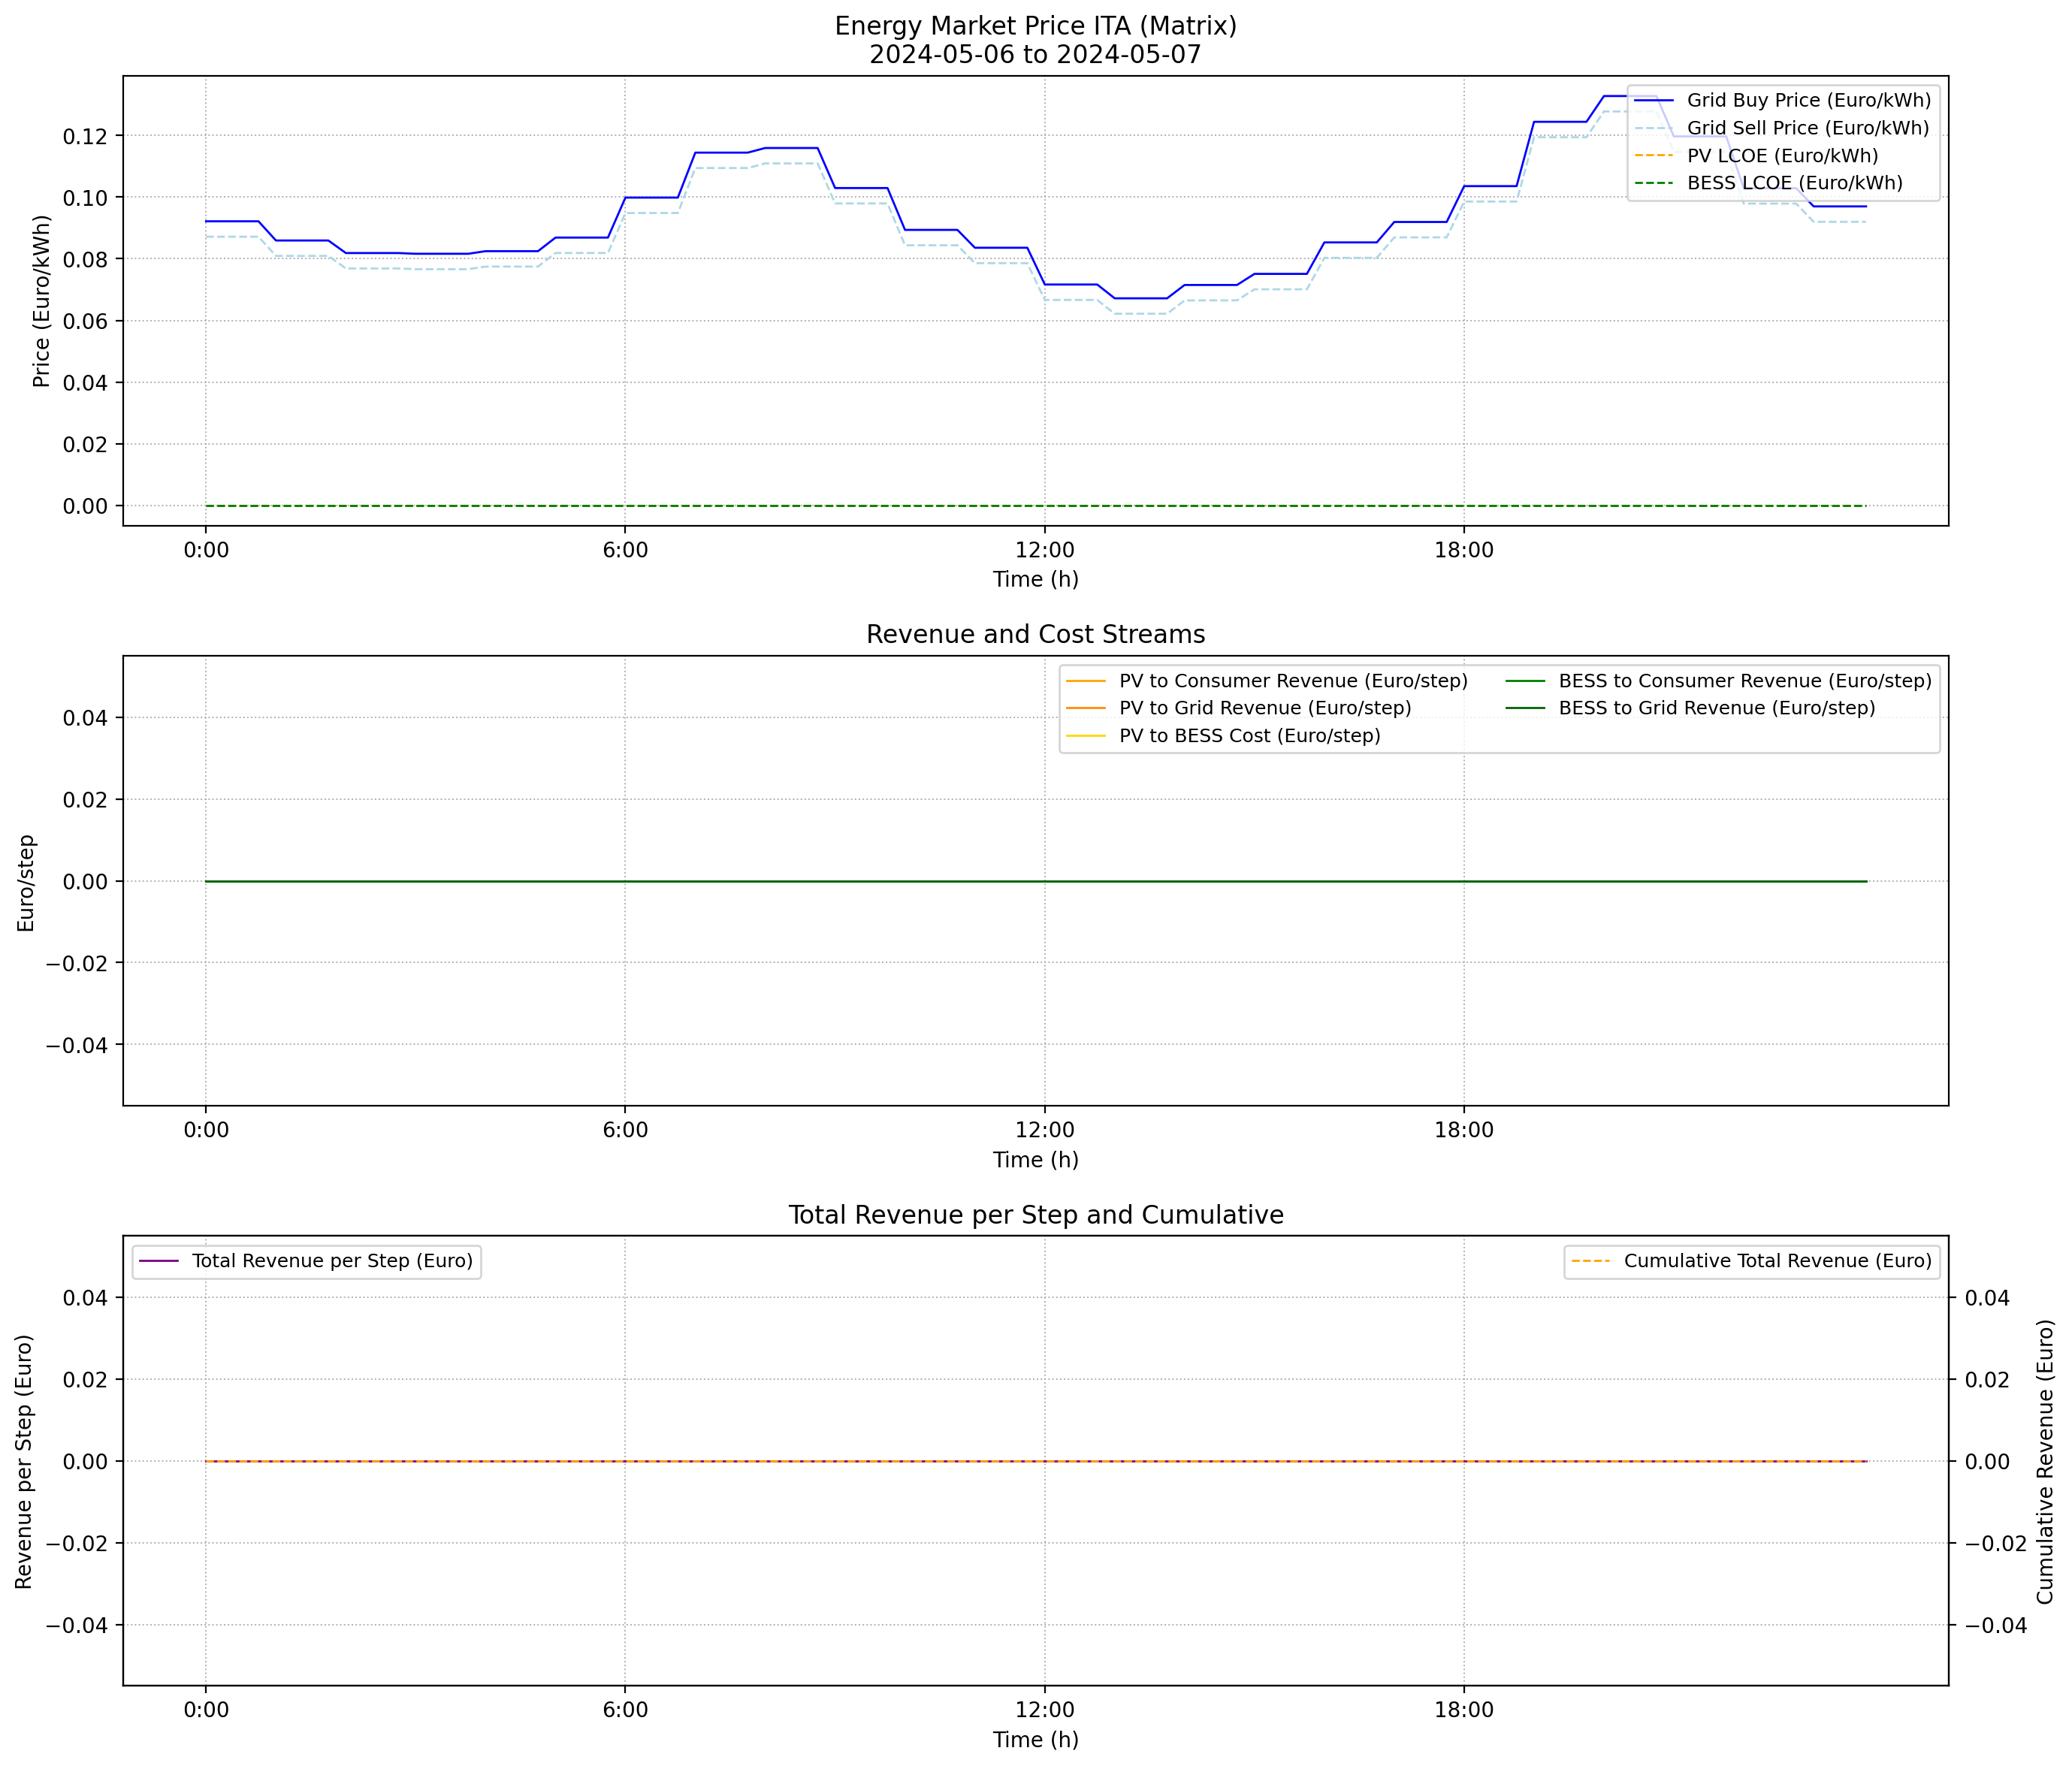 Energy Market Price ITA (Matrix)
2024-05-06 to 2024-05-07
Price (Euro/kWh)
0.12
0.10
0.08
0.06
0.04
0.02
0.00
Grid Buy Price (Euro/kWh)
Grid Sell Price (Euro/kWh)
PV LCOE (Euro/kWh)
BESS LCOE (Euro/kWh)
0:00 6:00 12:00 18:00
Time (h)
Revenue and Cost Streams
Euro/step
0.04
0.02
0.00
−0.02
−0.04
PV to Consumer Revenue (Euro/step)
PV to Grid Revenue (Euro/step)
PV to BESS Cost (Euro/step)
BESS to Consumer Revenue (Euro/step)
BESS to Grid Revenue (Euro/step)
0:00 6:00 12:00 18:00
Time (h)
Total Revenue per Step and Cumulative
Revenue per Step (Euro)
0.04
0.02
0.00
−0.02
−0.04
Total Revenue per Step (Euro)
Cumulative Total Revenue (Euro)
0.04
0.02
0.00
−0.02
−0.04
Cumulative Revenue (Euro)
0:00 6:00 12:00 18:00
Time (h)